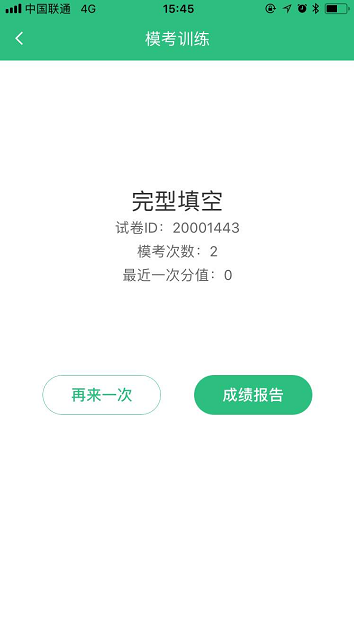 中国联通 4G 15:45
模考训练
完型填空
试卷ID：20001443
模考次数：2
最近一次分值：0
再来一次 成绩报告